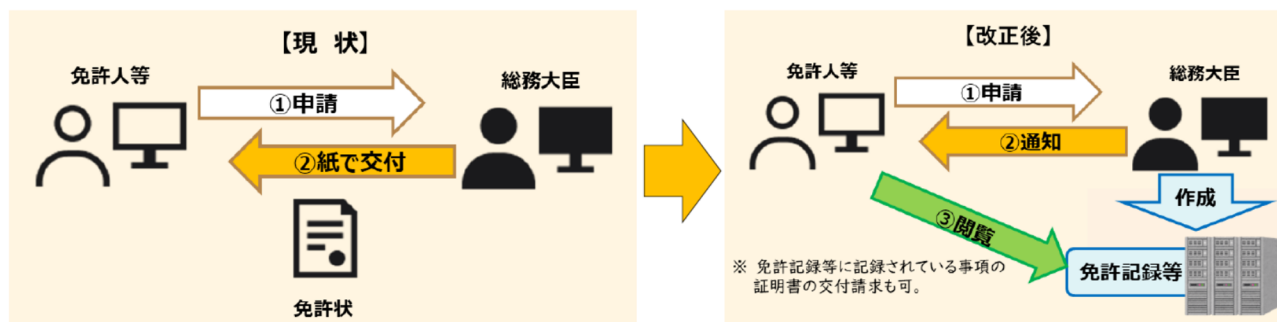 【現 状】
免許人等
総務大臣
①申請
②紙で交付
免許状
【改正後】
免許人等
総務大臣
①申請
②通知
作成
③閲覧
免許記録等
※ 免許記録等に記録されている事項の
証明書の交付請求も可。